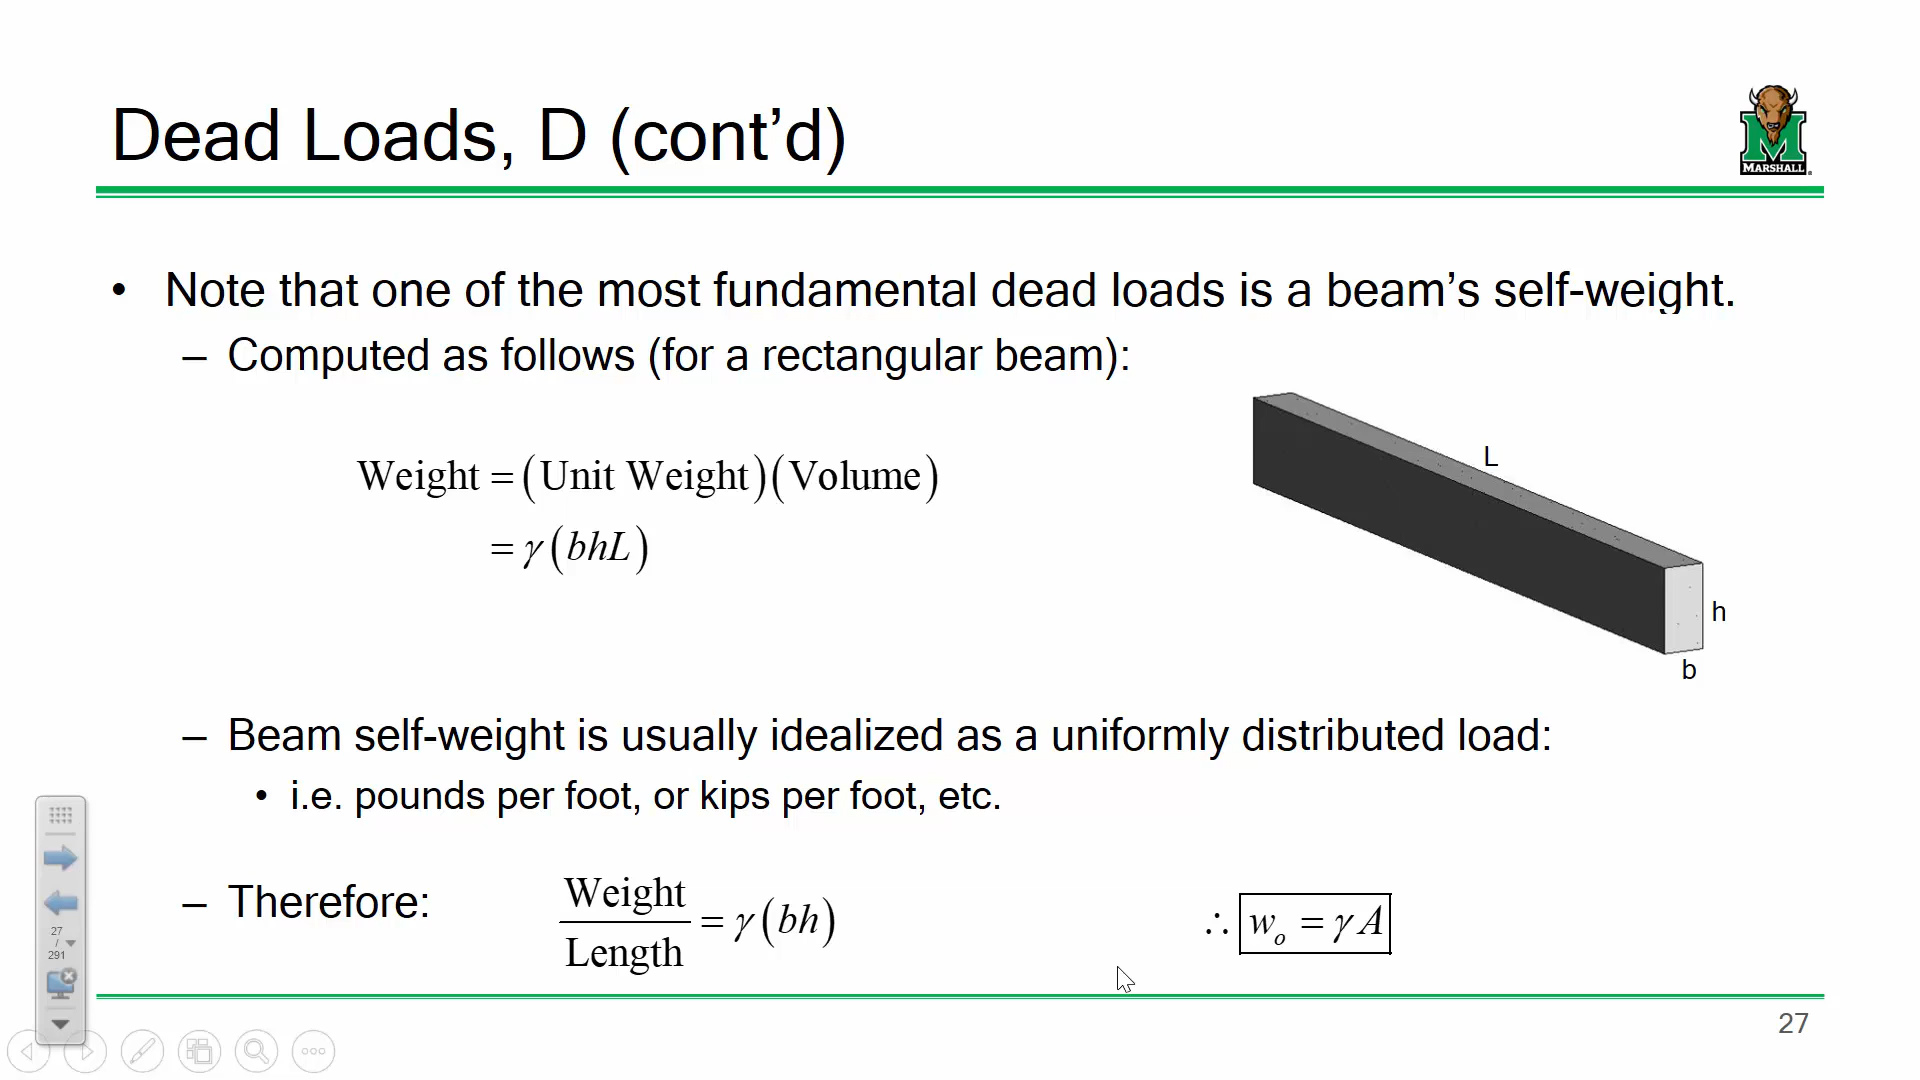 Dead Loads, D (cont’d)
MARSHALL
• Note that one of the most fundamental dead loads is a beam’s self-weight.
– Computed as follows (for a rectangular beam):
Weight = (Unit Weight)(Volume)
= γ(bhL)
L
h
b
– Beam self-weight is usually idealized as a uniformly distributed load:
• i.e. pounds per foot, or kips per foot, etc.
– Therefore:
Weight
Length
= γ(bh)
∴ wₒ = γA
27
/
291
27